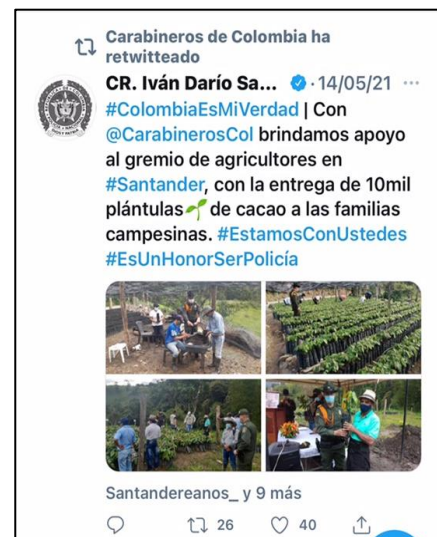 Carabineros de Colombia ha
retwitteado
CR. Iván Darío Sa... · 14/05/21 ···
#ColombiaEsMiVerdad | Con
@CarabinerosCol brindamos apoyo
al gremio de agricultores en
#Santander, con la entrega de 10mil
plántulas🌱 de cacao a las familias
campesinas. #EstamosConUstedes
#EsUnHonorSerPolicía
Santandereanos_ y 9 más
26 40